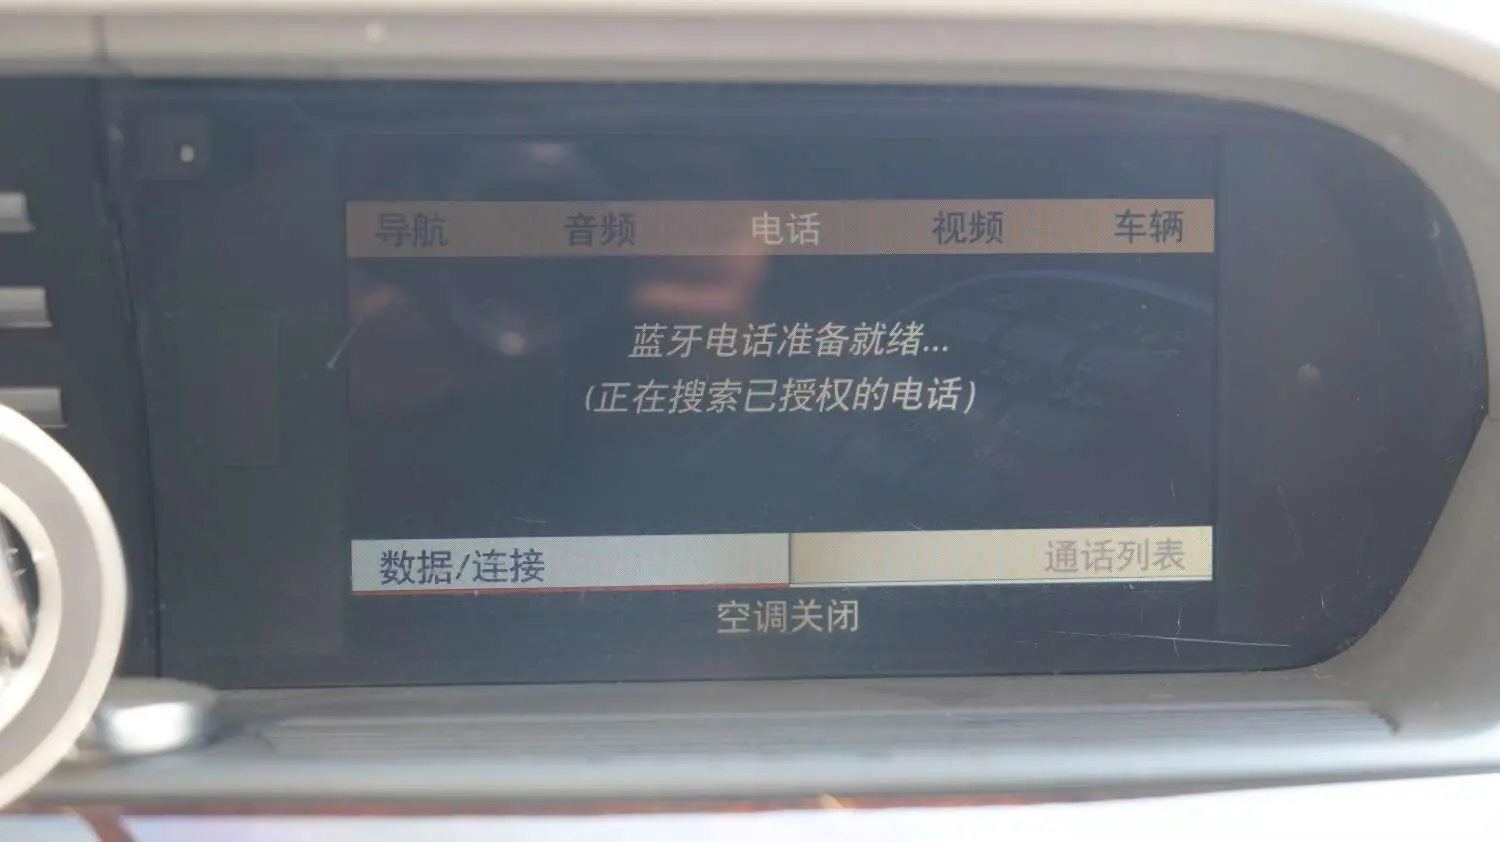 导航 音频 电话 视频 车辆
蓝牙电话准备就绪...
(正在搜索已授权的电话)
数据/连接 通话列表
空调关闭